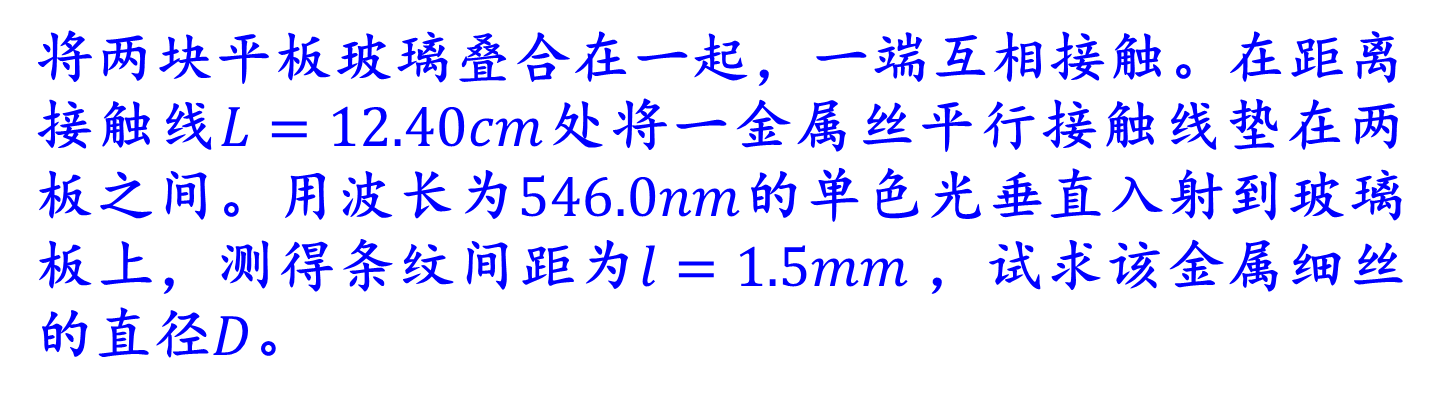 将两块平板玻璃叠合在一起，一端互相接触。在距离
接触线L = 12.40cm处将一金属丝平行接触线垫在两
板之间。用波长为546.0nm的单色光垂直入射到玻璃
板上，测得条纹间距为l = 1.5mm ，试求该金属细丝
的直径D。